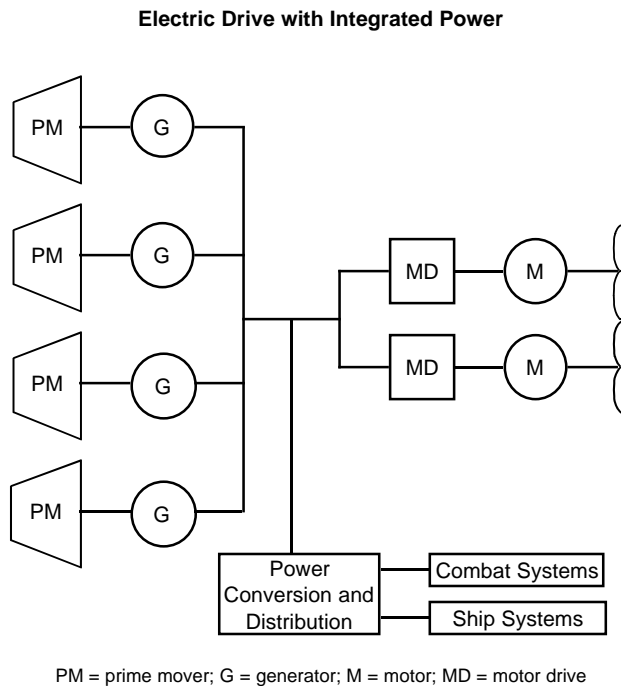 Electric Drive with Integrated Power
PM
G
PM
G
MD
M
PM
G
MD
M
PM
G
Power
Conversion and
Distribution
Combat Systems
Ship Systems
PM = prime mover; G = generator; M = motor; MD = motor drive